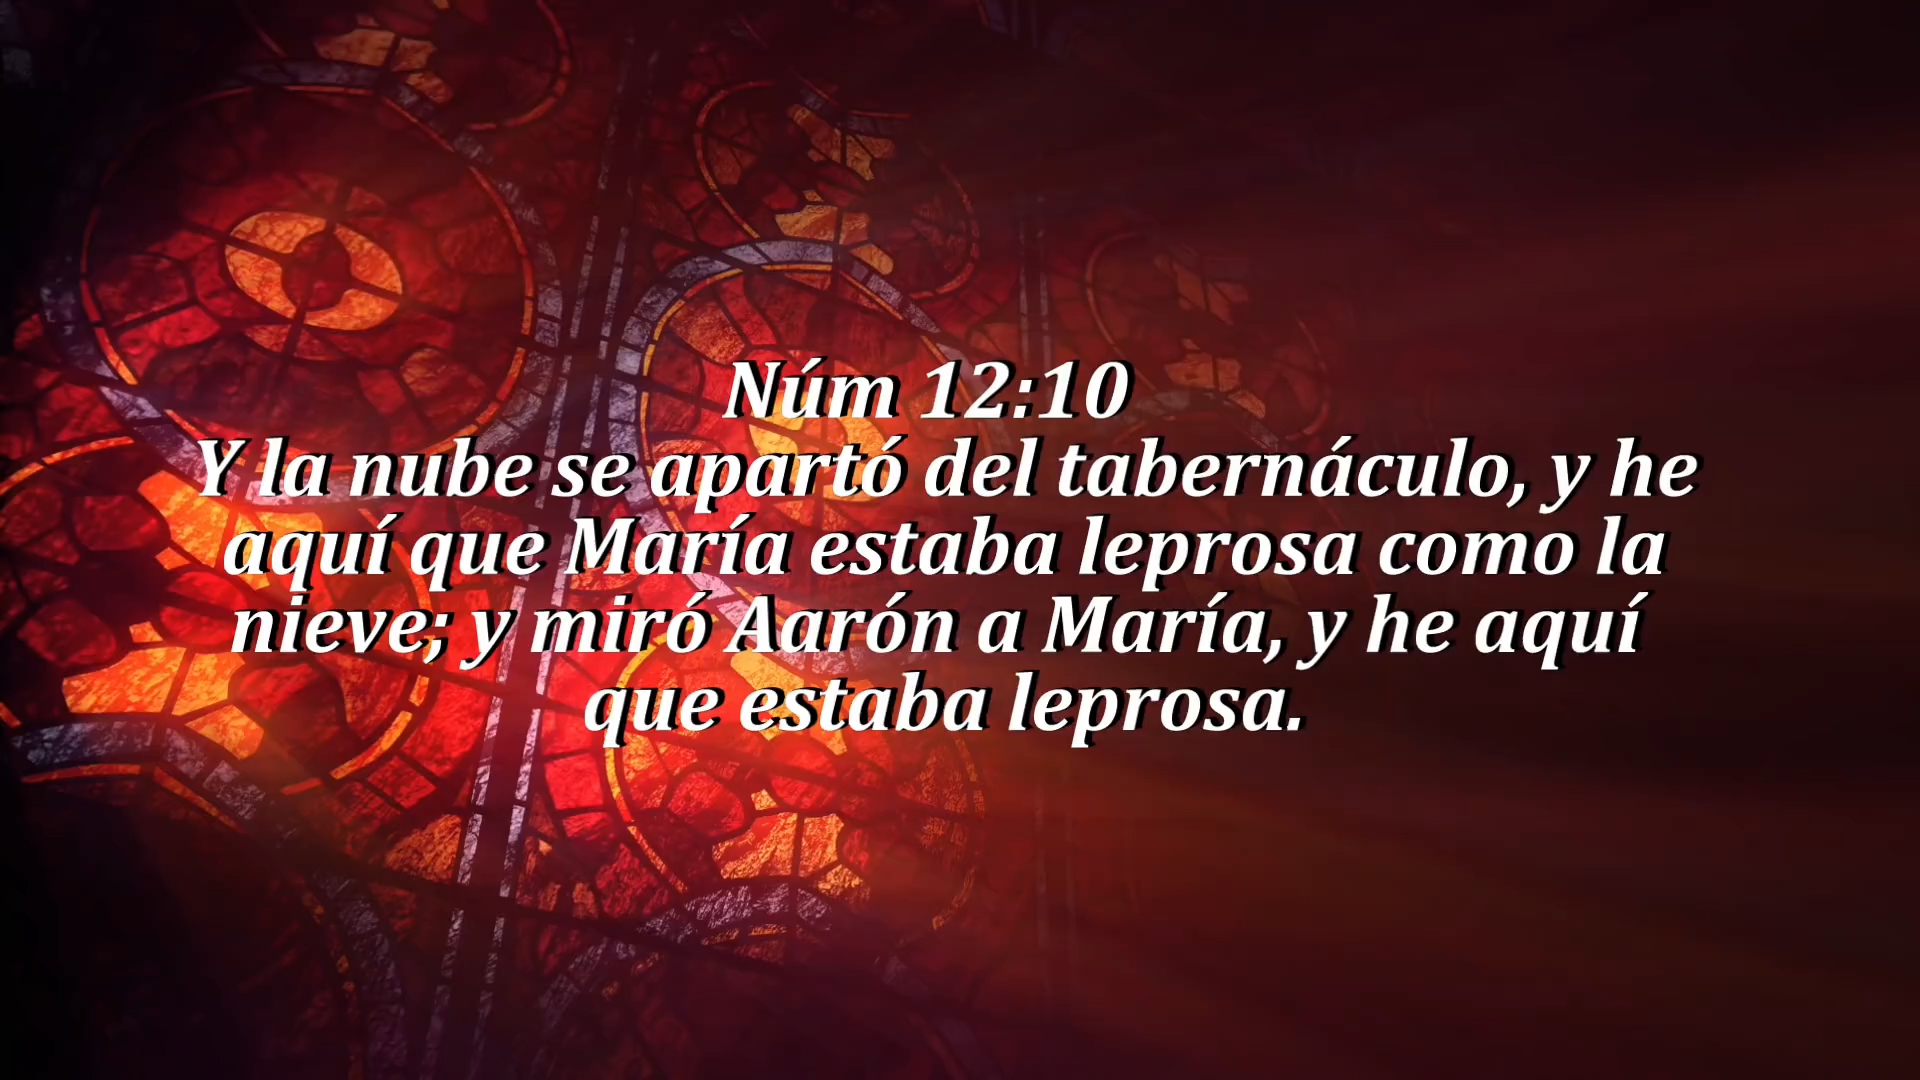 Núm 12:10
Y la nube se apartó del tabernáculo, y he
aquí que María estaba leprosa como la
nieve; y miró Aarón a María, y he aquí
que estaba leprosa.